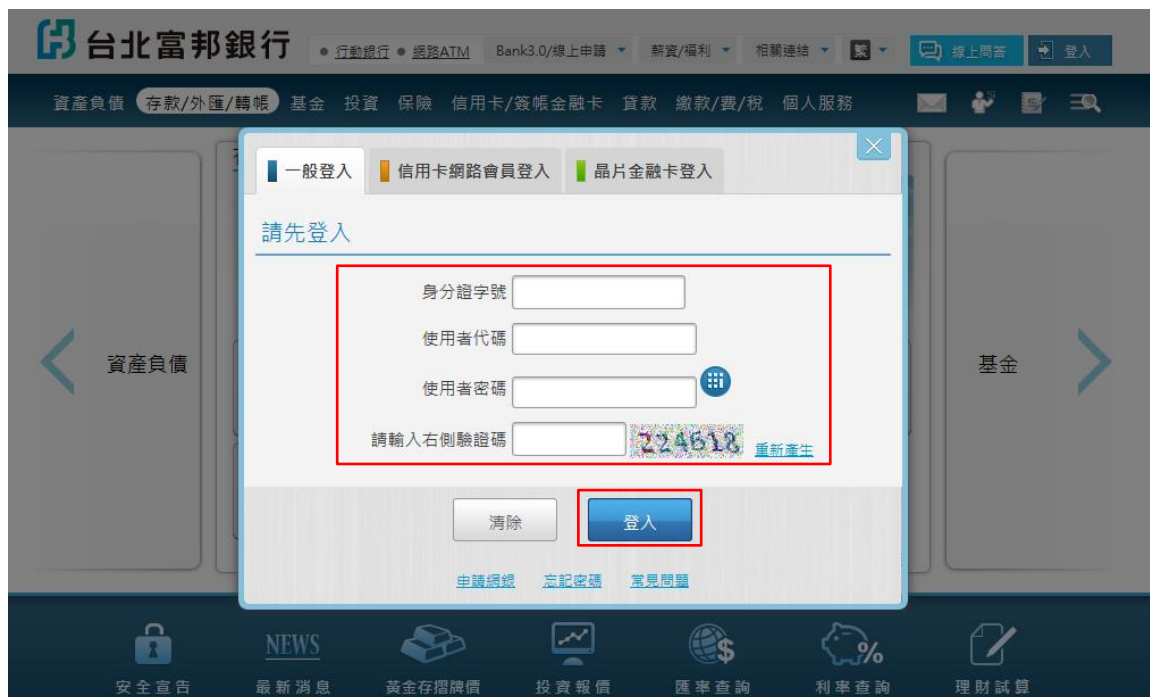 台北富邦銀行 ● 行動銀行 ● 網路ATM Bank3.0/線上申請 薪資/福利 相關連結 繁 線上問答 登入
資產負債 存款/外匯/轉帳 基金 投資 保險 信用卡/簽帳金融卡 貸款 繳款/費/稅 個人服務
一般登入 信用卡網路會員登入 晶片金融卡登入
請先登入
身分證字號
使用者代碼
資產負債
基金
使用者密碼
請輸入右側驗證碼 224618 重新產生
清除 登入
申請網銀 忘記密碼 常見問題
NEWS
安全宣告 最新消息 黃金存摺牌價 投資報價 匯率查詢 利率查詢 理財試算